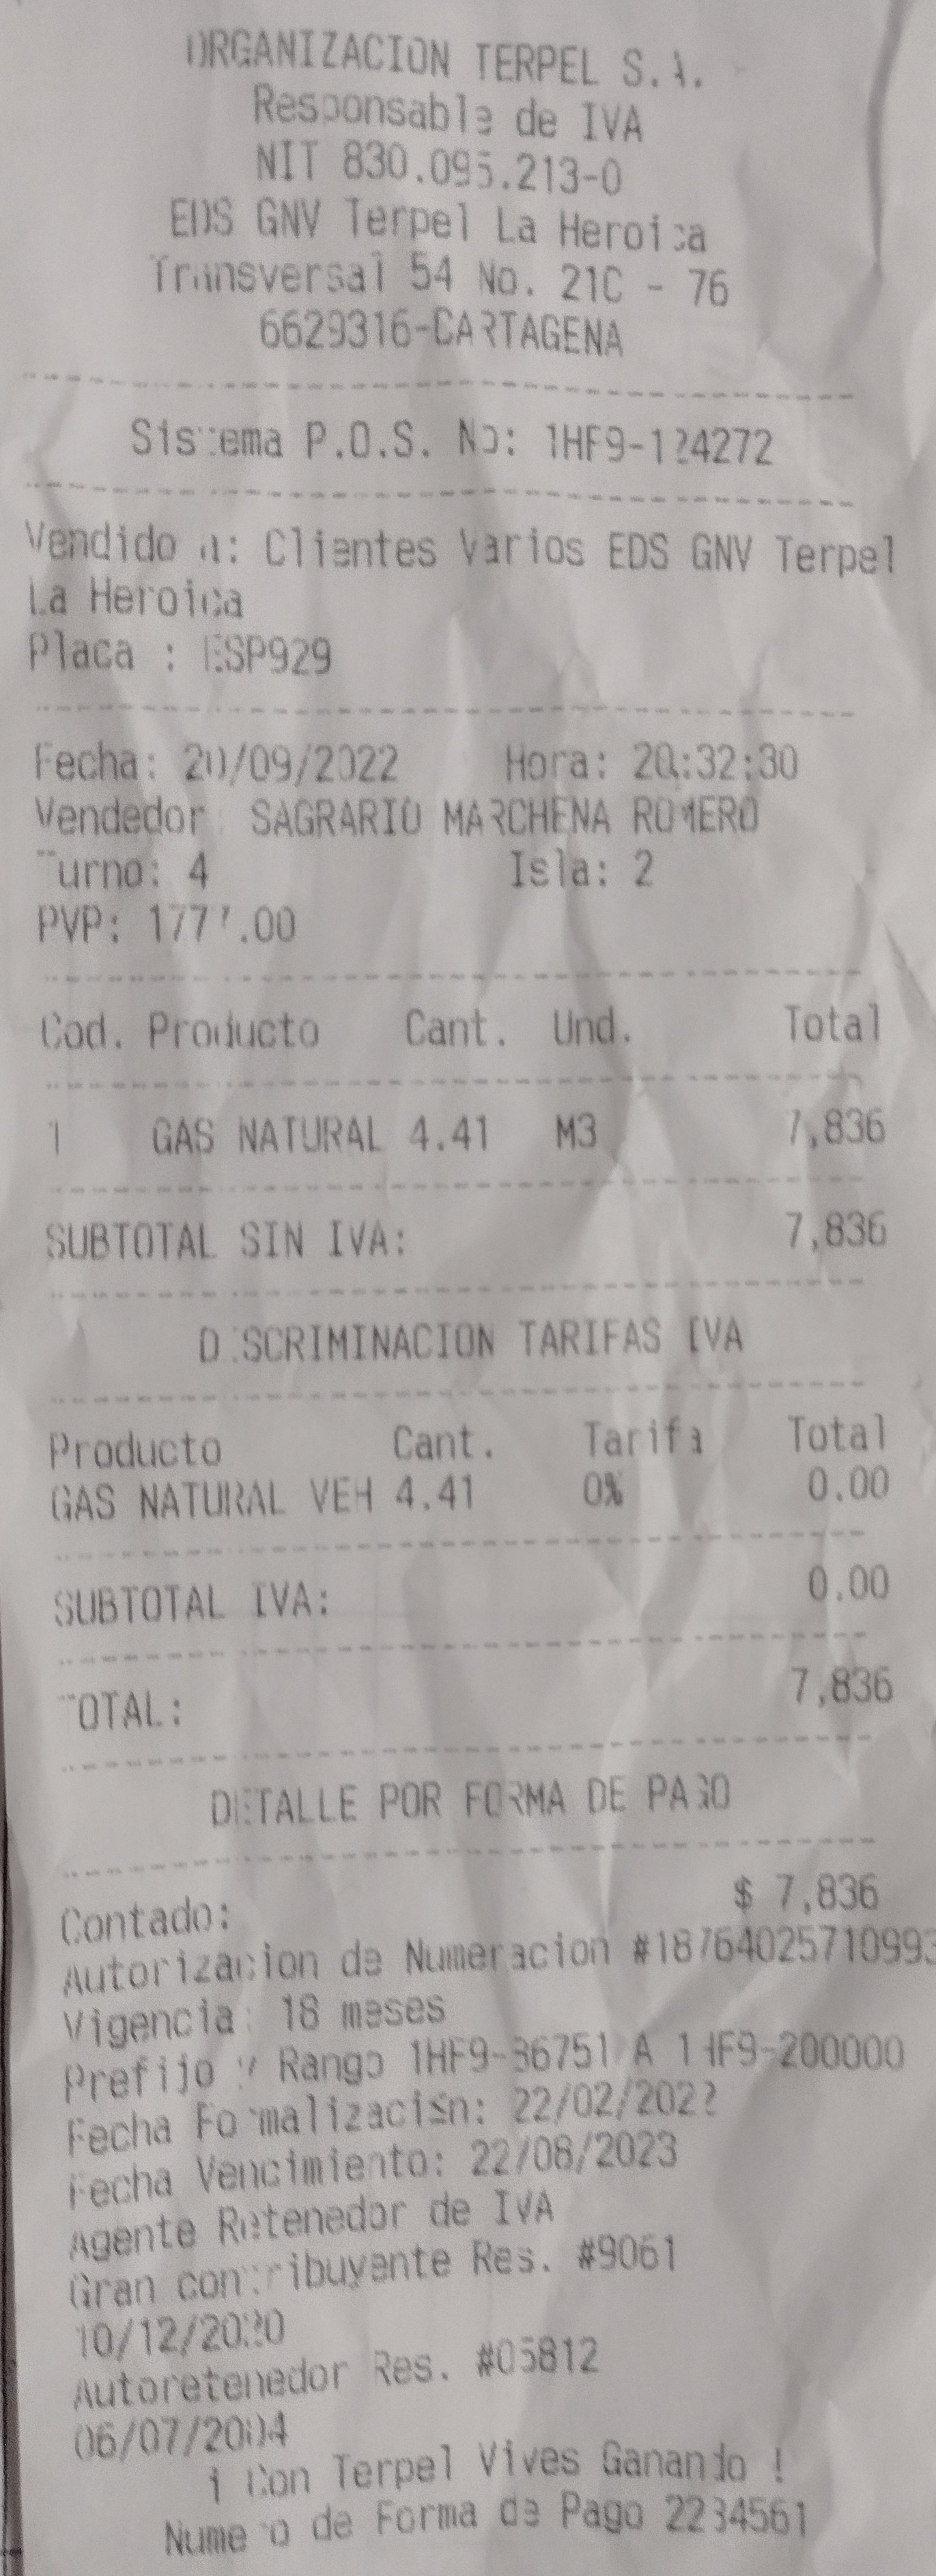 ORGANIZACION TERPEL S.A.
Responsable de IVA
NIT 830.095.213-0
EDS GNV Terpel La Heroica
Transversal 54 No. 21C - 76
6629316-CARTAGENA
Sistema P.O.S. No: 1HF9-124272
Vendido a: Clientes Varios EDS GNV Terpel
La Heroica
Placa : ESP929
Fecha: 20/09/2022 Hora: 20:32:30
Vendedor: SAGRARIO MARCHENA ROMERO
Turno: 4 Isla: 2
PVP: 1777.00
Cod. Producto Cant. Und. Total
1 GAS NATURAL 4.41 M3 7,836
SUBTOTAL SIN IVA: 7,836
DISCRIMINACION TARIFAS IVA
Producto Cant. Tarifa Total
GAS NATURAL VEH 4.41 0% 0.00
SUBTOTAL IVA: 0.00
TOTAL: 7,836
DETALLE POR FORMA DE PAGO
Contado: $ 7,836
Autorizacion de Numeracion #18764025710993
Vigencia: 18 meses
Prefijo y Rango 1HF9-86751 A 1HF9-200000
Fecha Formalización: 22/02/2022
Fecha Vencimiento: 22/08/2023
Agente Retenedor de IVA
Gran contribuyente Res. #9061
10/12/2020
Autoretenedor Res. #05812
06/07/2004
¡ Con Terpel Vives Ganando !
Numero de Forma de Pago 2234561